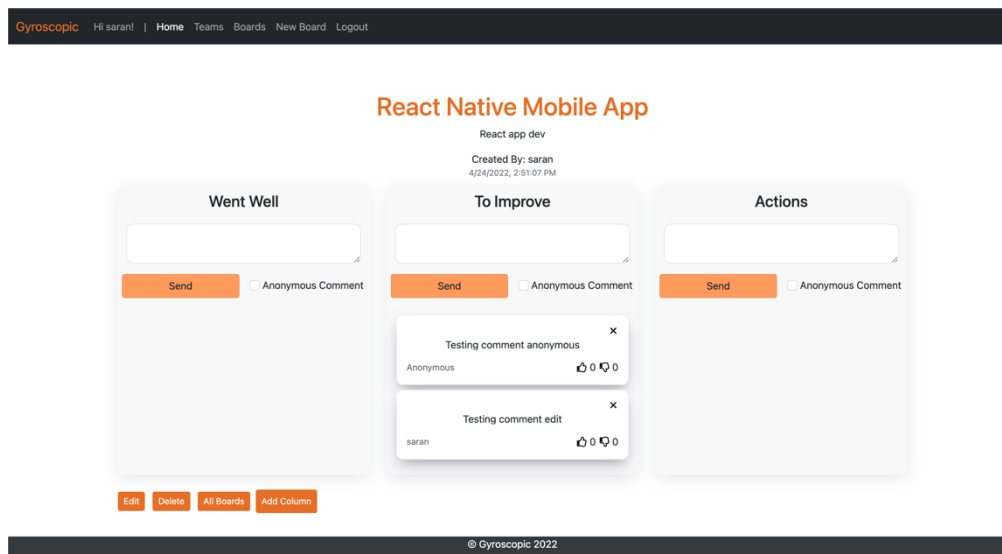 Gyroscopic Hi saran! | Home Teams Boards New Board Logout
React Native Mobile App
React app dev
Created By: saran
4/24/2022, 2:51:07 PM
Went Well
Send Anonymous Comment
To Improve
Send Anonymous Comment
Testing comment anonymous
Anonymous 0 0
Testing comment edit
saran 0 0
Actions
Send Anonymous Comment
Edit Delete All Boards Add Column
© Gyroscopic 2022